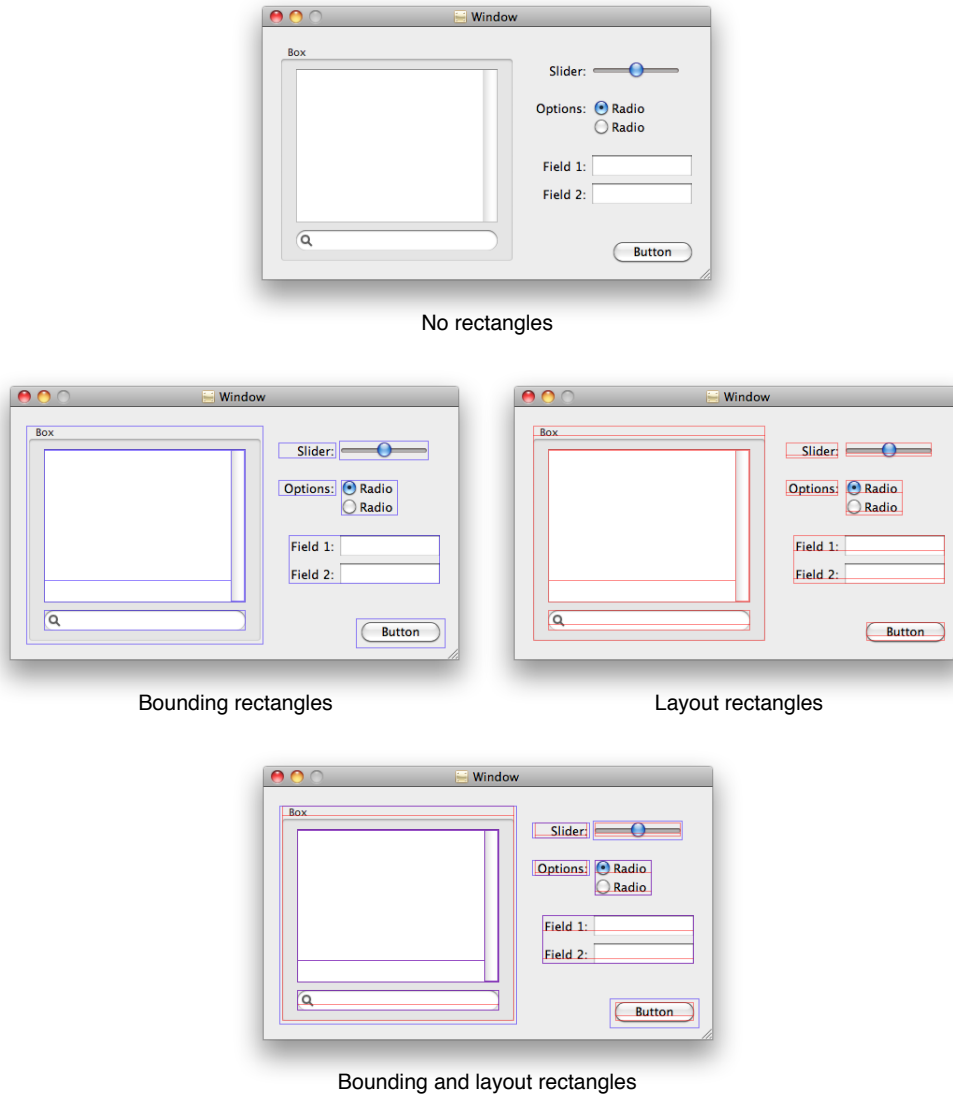 Window
Box
Slider:
Options: Radio
Radio
Field 1:
Field 2:
Button
No rectangles
Window
Box
Slider:
Options: Radio
Radio
Field 1:
Field 2:
Button
Bounding rectangles
Window
Box
Slider:
Options: Radio
Radio
Field 1:
Field 2:
Button
Layout rectangles
Window
Box
Slider:
Options: Radio
Radio
Field 1:
Field 2:
Button
Bounding and layout rectangles